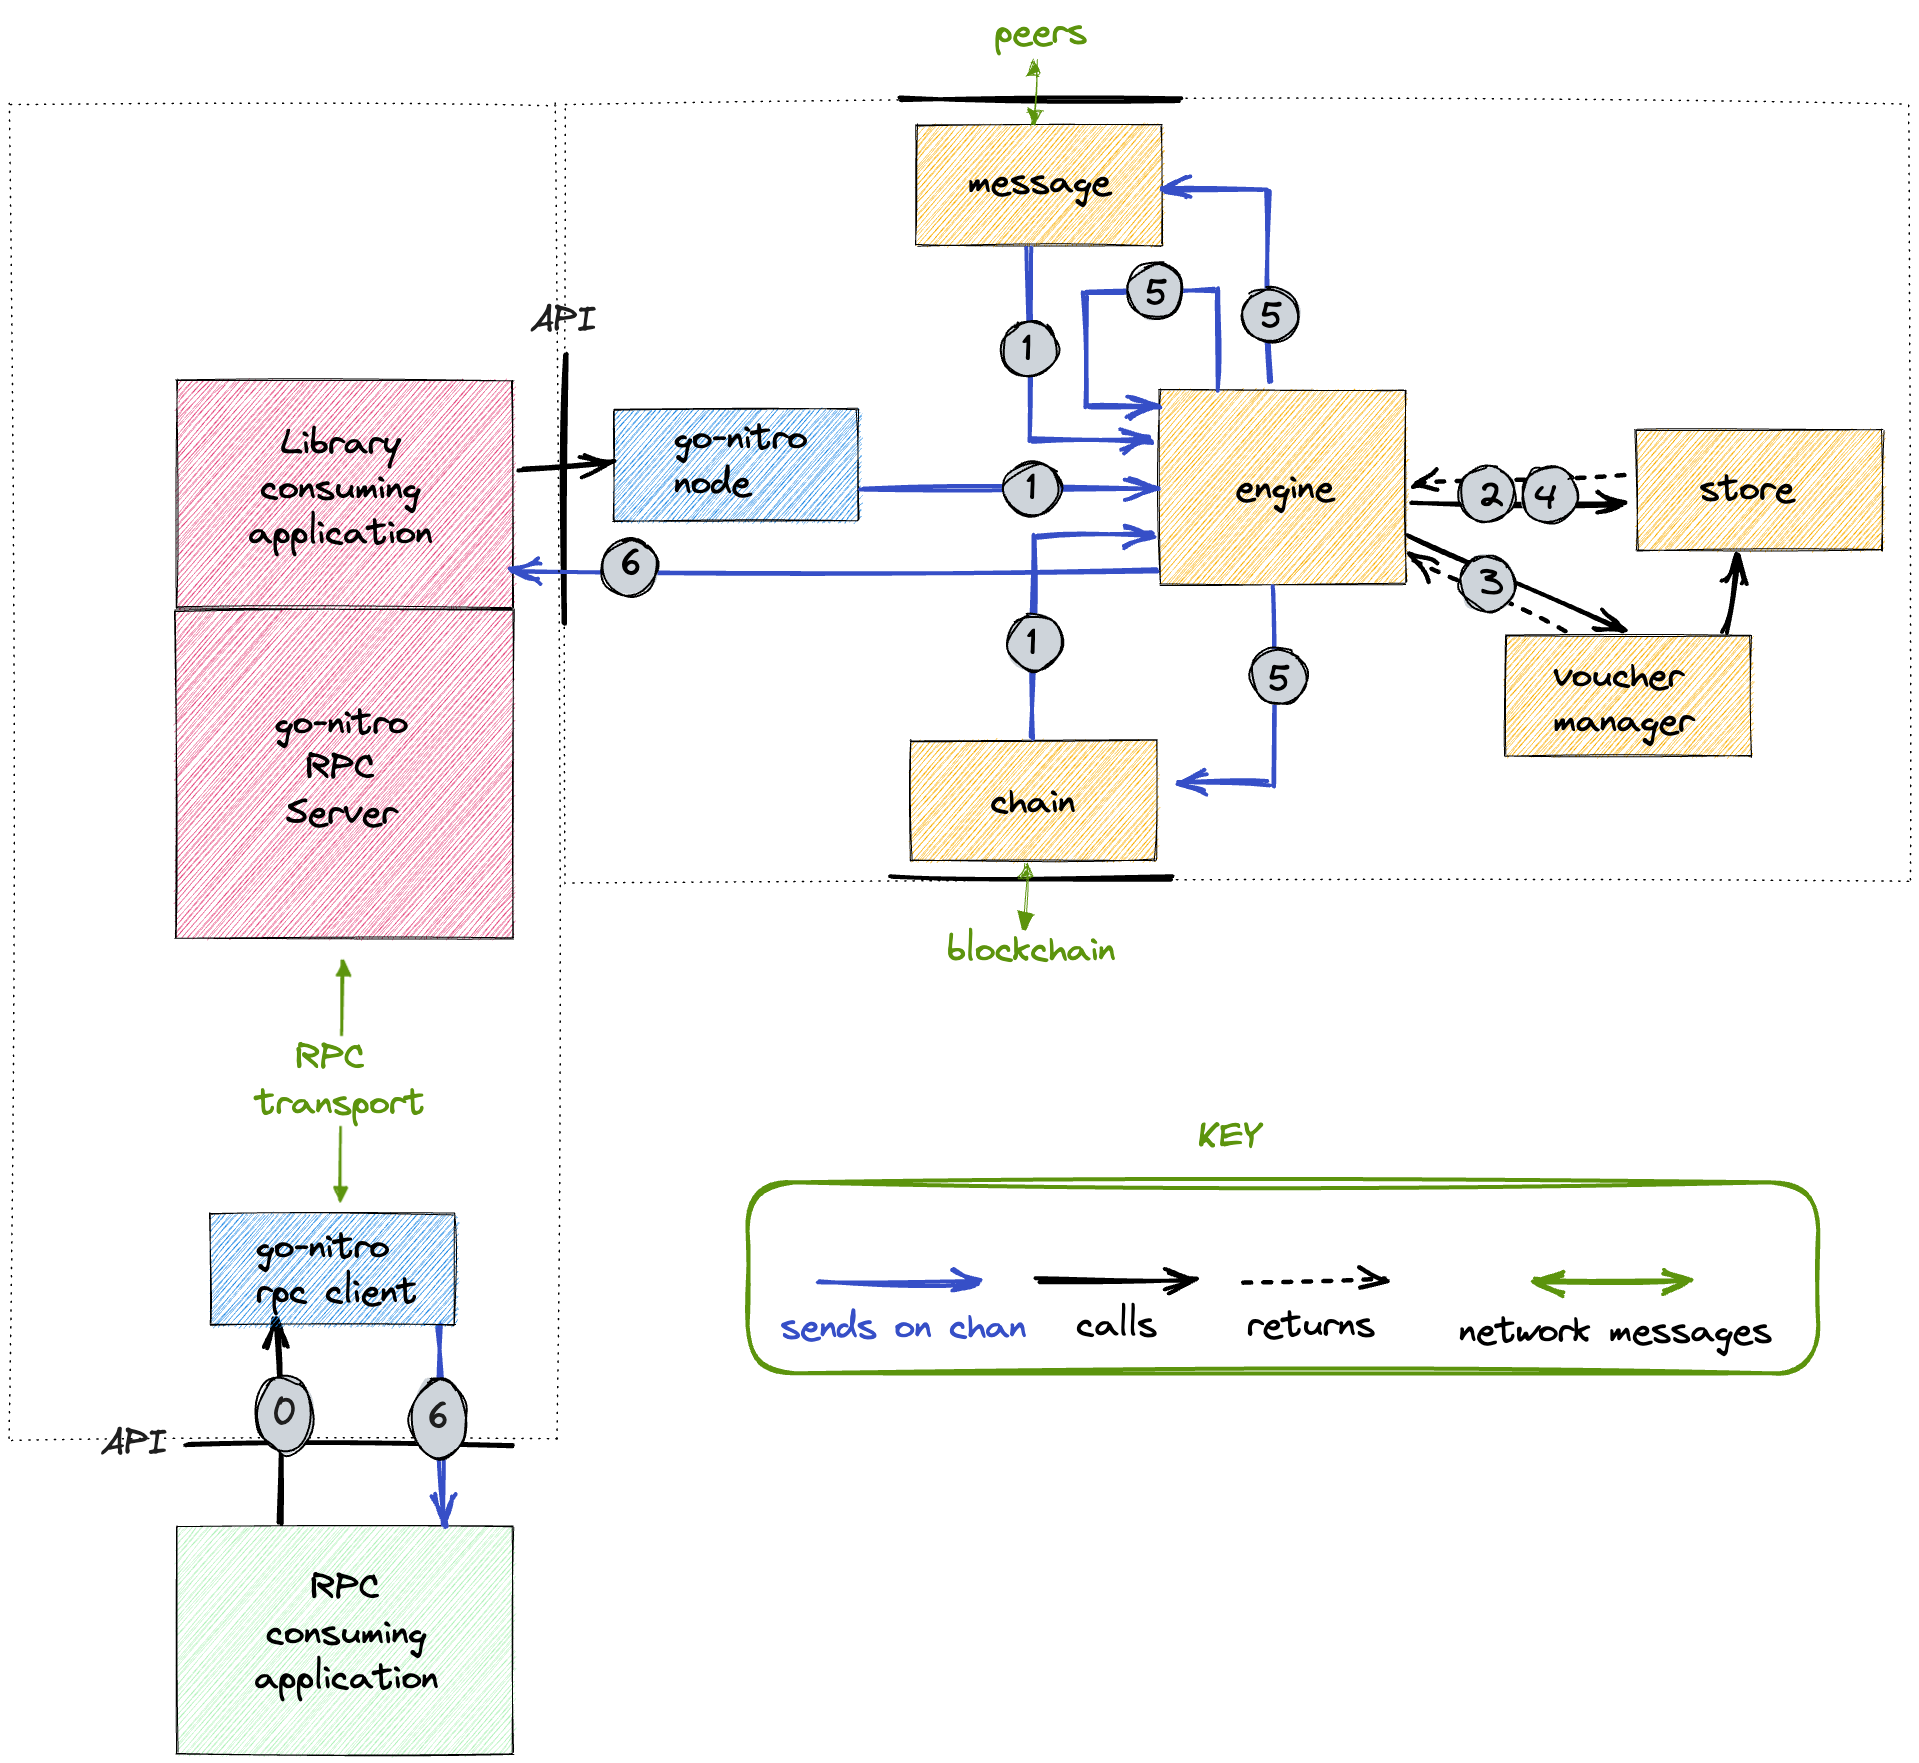 peers
message
5
5
1
API
Library
consuming
application
go-nitro
node
1
engine
2
4
store
6
3
1
5
voucher
manager
go-nitro
RPC
Server
chain
blockchain
RPC
transport
KEY
go-nitro
rpc client
sends on chan
calls
returns
network messages
0
6
API
RPC
consuming
application